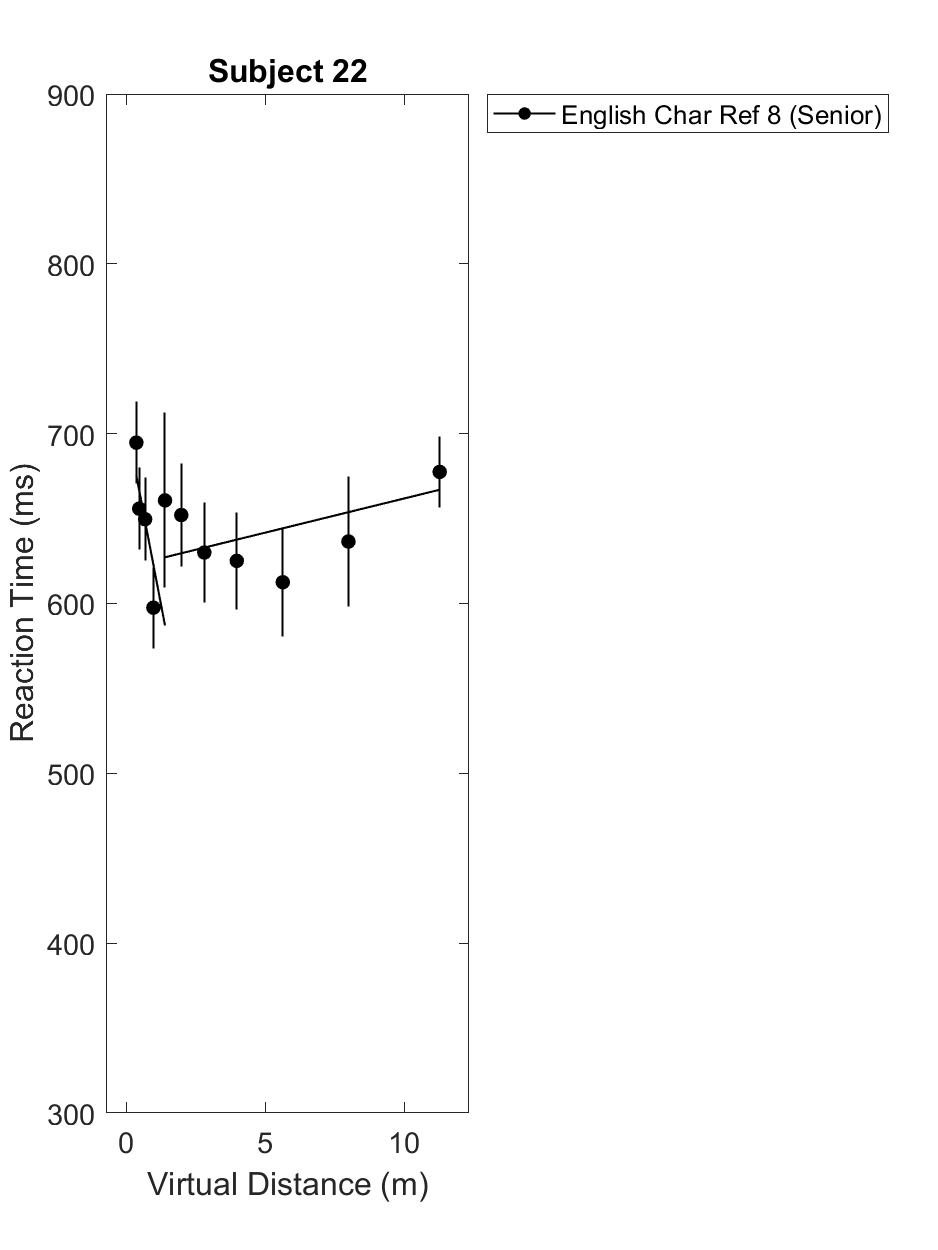 Subject 22
900
800
700
600
500
400
300
Reaction Time (ms)
0 5 10
Virtual Distance (m)
English Char Ref 8 (Senior)